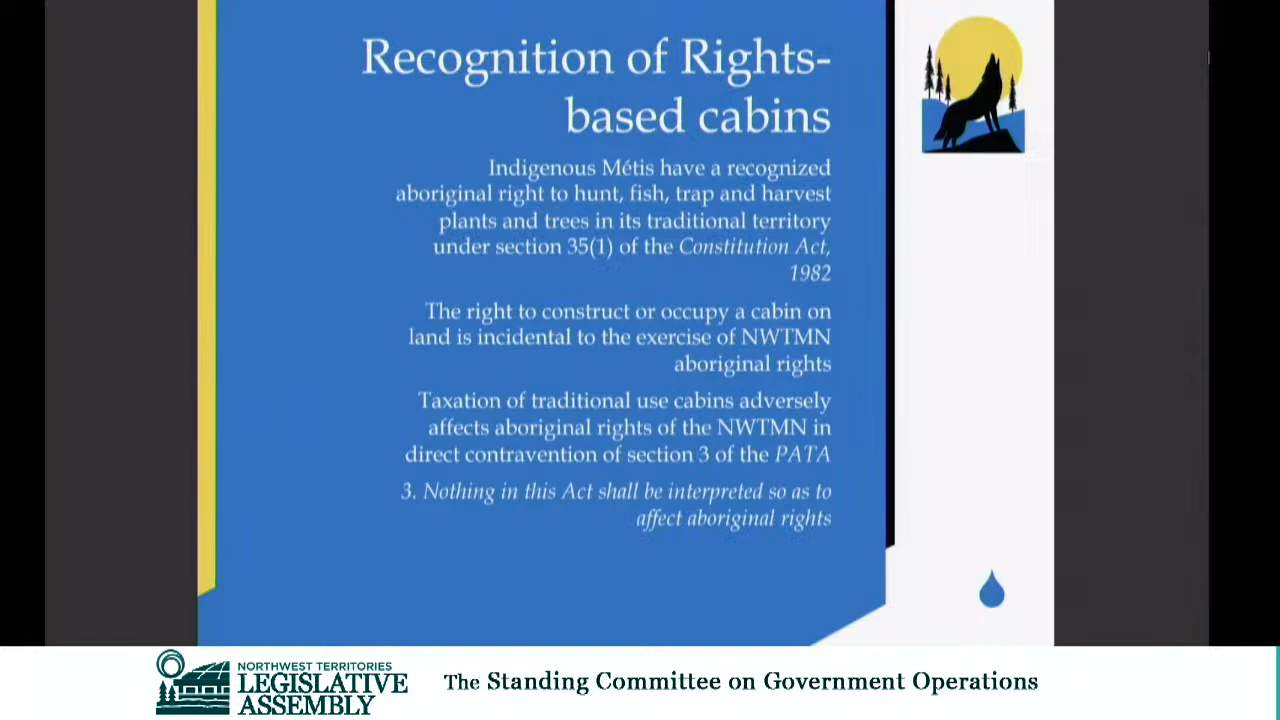 Recognition of Rights-
based cabins
Indigenous Métis have a recognized
aboriginal right to hunt, fish, trap and harvest
plants and trees in its traditional territory
under section 35(1) of the Constitution Act,
1982
The right to construct or occupy a cabin on
land is incidental to the exercise of NWTMN
aboriginal rights
Taxation of traditional use cabins adversely
affects aboriginal rights of the NWTMN in
direct contravention of section 3 of the PATA
3. Nothing in this Act shall be interpreted so as to
affect aboriginal rights
NORTHWEST TERRITORIES
LEGISLATIVE
ASSEMBLY
The Standing Committee on Government Operations